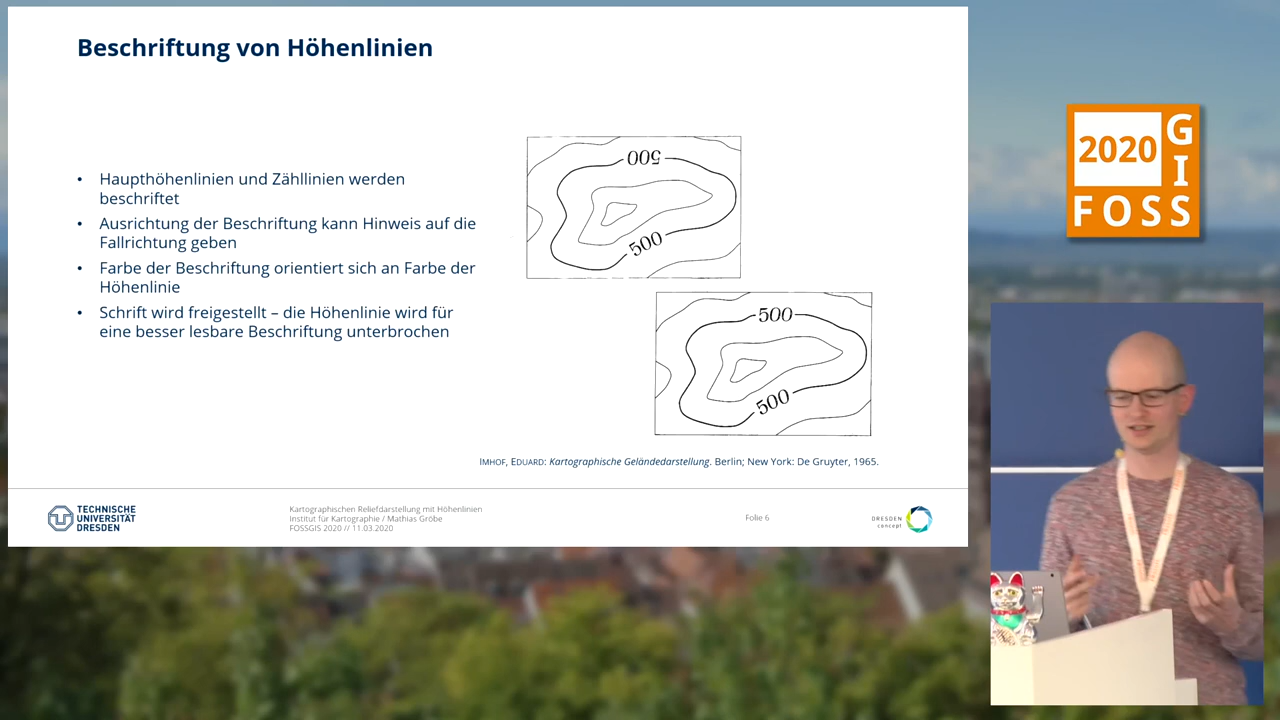 Beschriftung von Höhenlinien
• Haupthöhenlinien und Zähllinien werden
beschriftet
• Ausrichtung der Beschriftung kann Hinweis auf die
Fallrichtung geben
• Farbe der Beschriftung orientiert sich an Farbe der
Höhenlinie
• Schrift wird freigestellt – die Höhenlinie wird für
eine besser lesbare Beschriftung unterbrochen
500
500
500
500
IMHOF, EDUARD: Kartographische Geländedarstellung. Berlin; New York: De Gruyter, 1965.
TECHNISCHE
UNIVERSITÄT
DRESDEN
Kartographischen Reliefdarstellung mit Höhenlinien
Institut für Kartographie / Mathias Gröbe
FOSSGIS 2020 // 11.03.2020
Folie 6
DRESDEN
concept
2020
GIS
FOSS